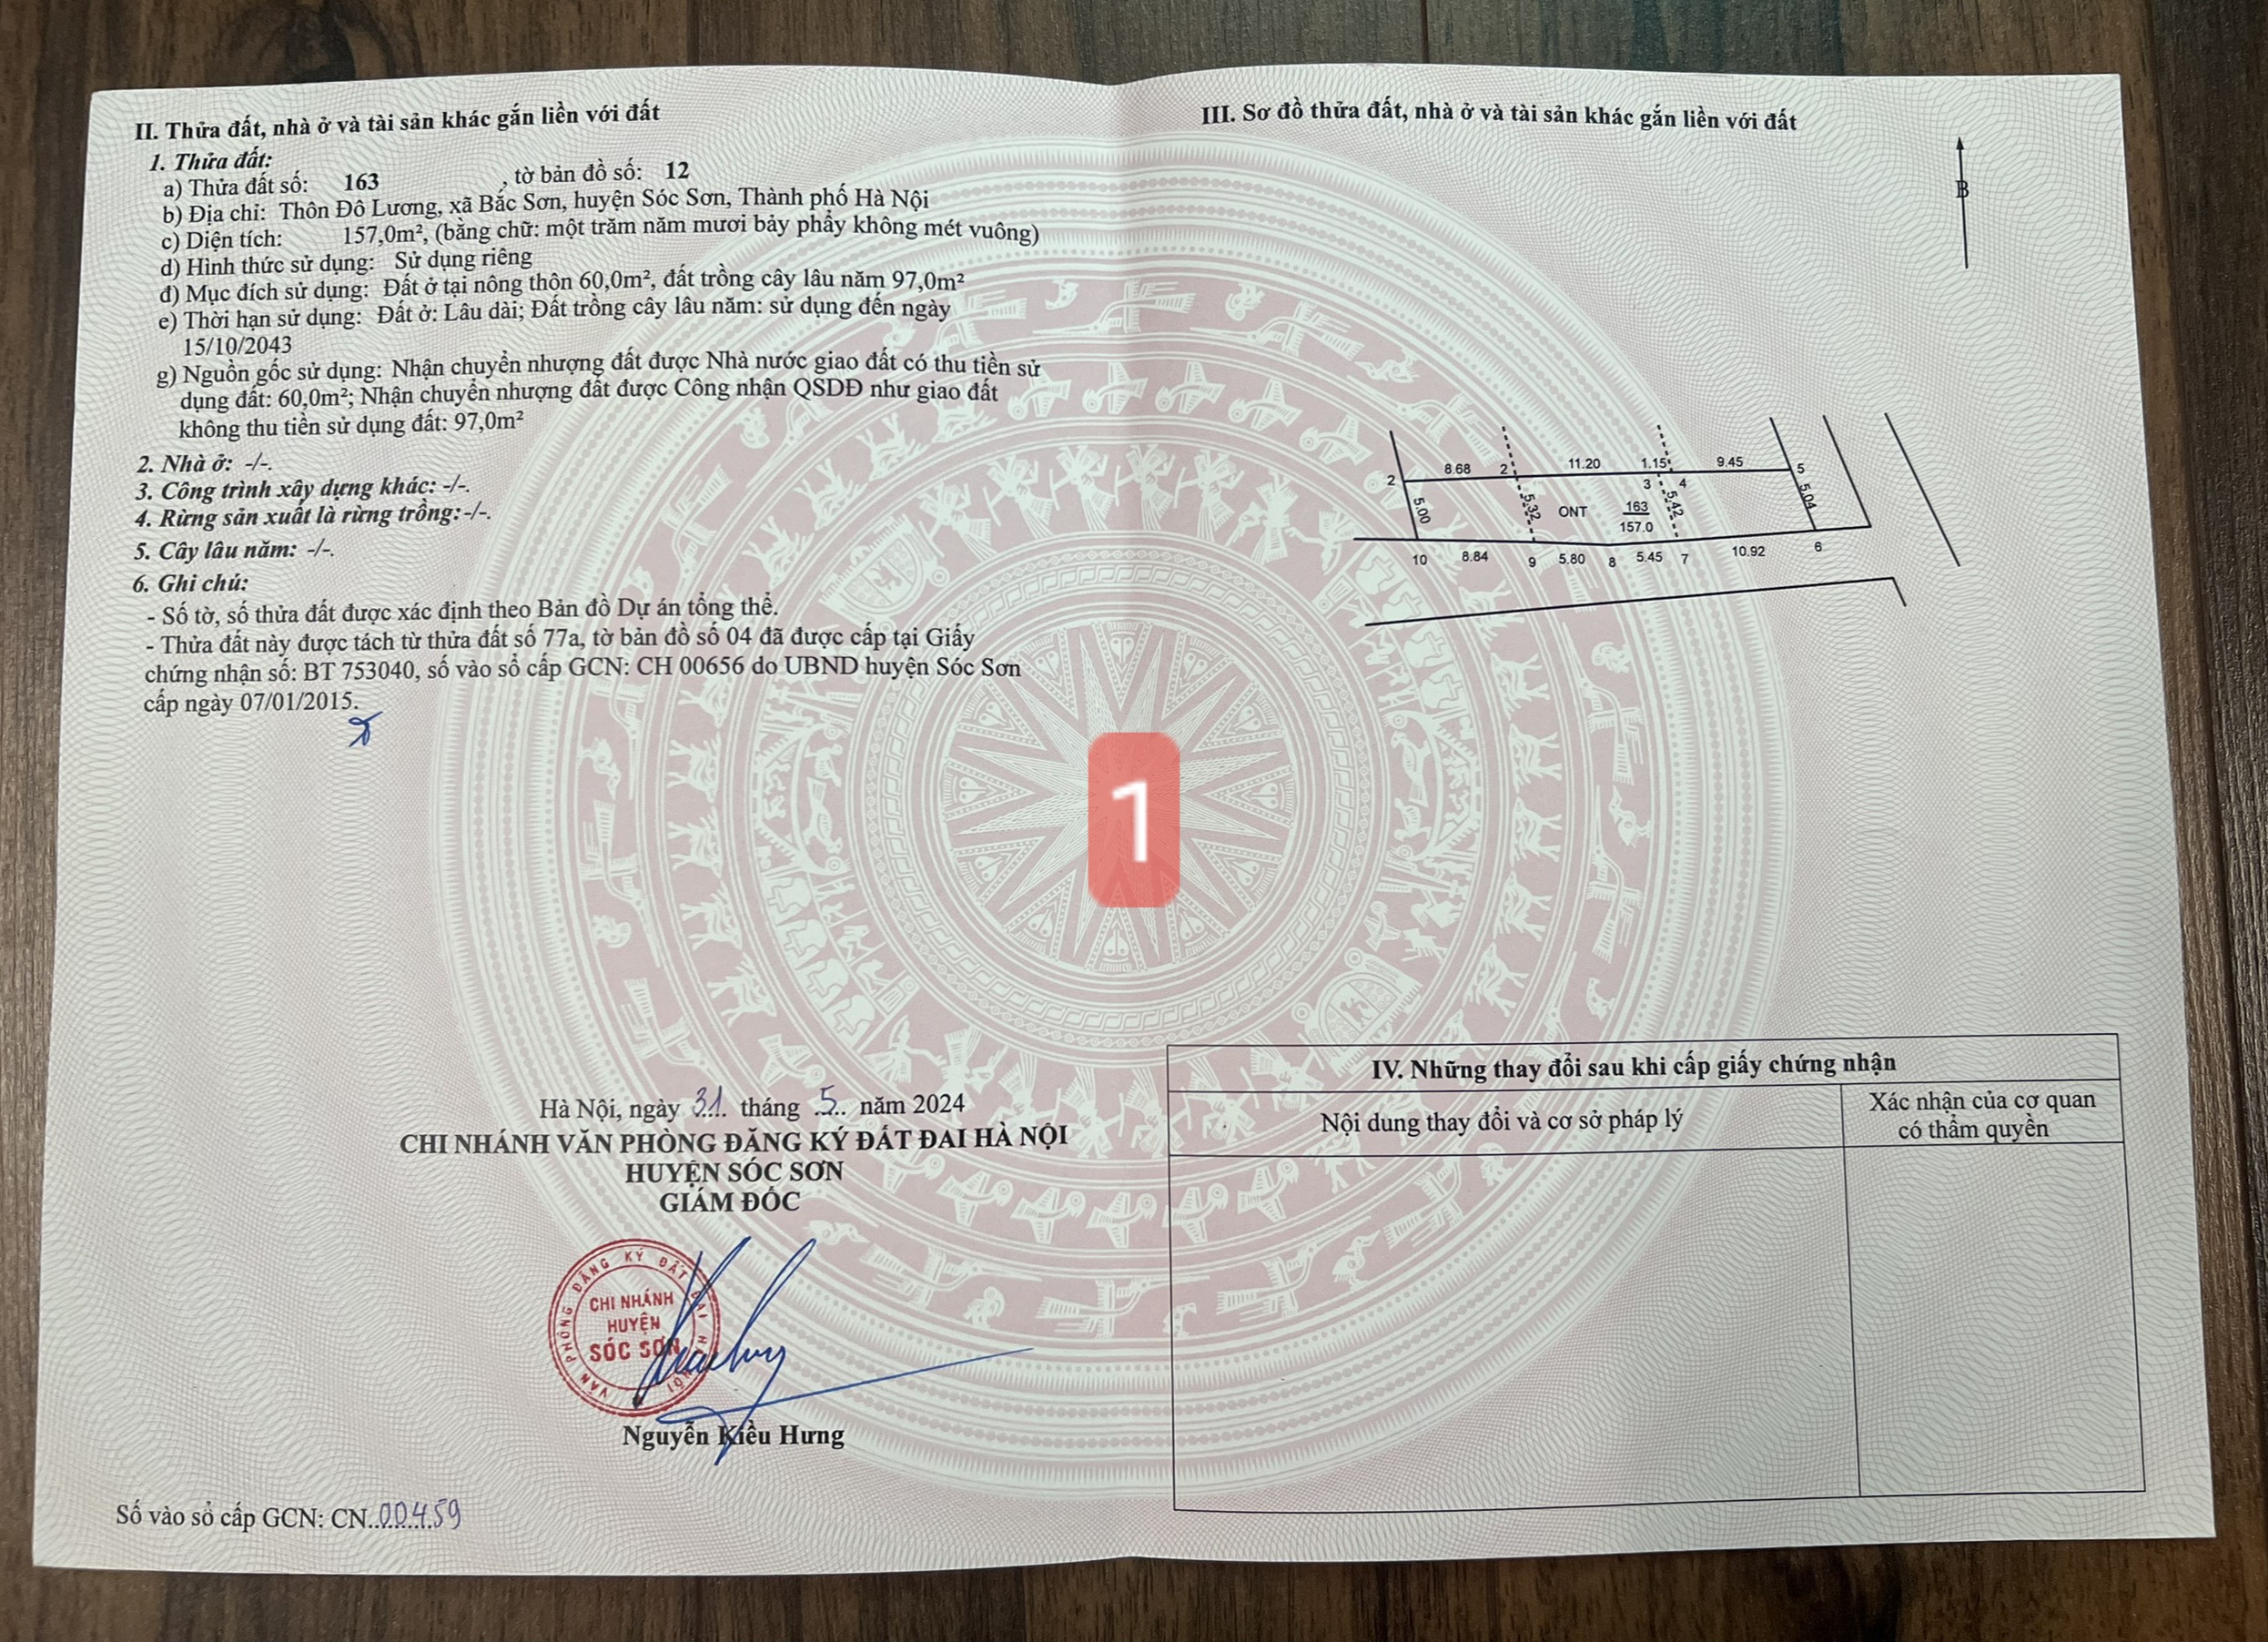 II. Thửa đất, nhà ở và tài sản khác gắn liền với đất
1. Thửa đất:
a) Thửa đất số: 163 , tờ bản đồ số: 12
b) Địa chỉ: Thôn Đô Lương, xã Bắc Sơn, huyện Sóc Sơn, Thành phố Hà Nội
c) Diện tích: 157,0m², (bằng chữ: một trăm năm mươi bảy phẩy không mét vuông)
d) Hình thức sử dụng: Sử dụng riêng
đ) Mục đích sử dụng: Đất ở tại nông thôn 60,0m², đất trồng cây lâu năm 97,0m²
e) Thời hạn sử dụng: Đất ở: Lâu dài; Đất trồng cây lâu năm: sử dụng đến ngày
15/10/2043
g) Nguồn gốc sử dụng: Nhận chuyển nhượng đất được Nhà nước giao đất có thu tiền sử
dụng đất: 60,0m²; Nhận chuyển nhượng đất được Công nhận QSDĐ như giao đất
không thu tiền sử dụng đất: 97,0m²
2. Nhà ở: -/-.
3. Công trình xây dựng khác: -/-.
4. Rừng sản xuất là rừng trồng:-/-.
5. Cây lâu năm: -/-.
6. Ghi chú:
- Số tờ, số thửa đất được xác định theo Bản đồ Dự án tổng thể.
- Thửa đất này được tách từ thửa đất số 77a, tờ bản đồ số 04 đã được cấp tại Giấy
chứng nhận số: BT 753040, số vào sổ cấp GCN: CH 00656 do UBND huyện Sóc Sơn
cấp ngày 07/01/2015.
Hà Nội, ngày 31 tháng 5 năm 2024
CHI NHÁNH VĂN PHÒNG ĐĂNG KÝ ĐẤT ĐAI HÀ NỘI
HUYỆN SÓC SƠN
GIÁM ĐỐC
VĂN PHÒNG ĐĂNG KÝ ĐẤT ĐAI HÀ NỘI
CHI NHÁNH
HUYỆN
SÓC SƠN
Nguyễn Kiều Hưng
Số vào sổ cấp GCN: CN..00459
1
III. Sơ đồ thửa đất, nhà ở và tài sản khác gắn liền với đất
B
2 8.68 2 11.20 1.15 9.45 5
3 4
5.00 5.32 ONT 163 5.42 5.04
157.0
10 8.84 9 5.80 8 5.45 7 10.92 6
IV. Những thay đổi sau khi cấp giấy chứng nhận
Nội dung thay đổi và cơ sở pháp lý
Xác nhận của cơ quan
có thẩm quyền